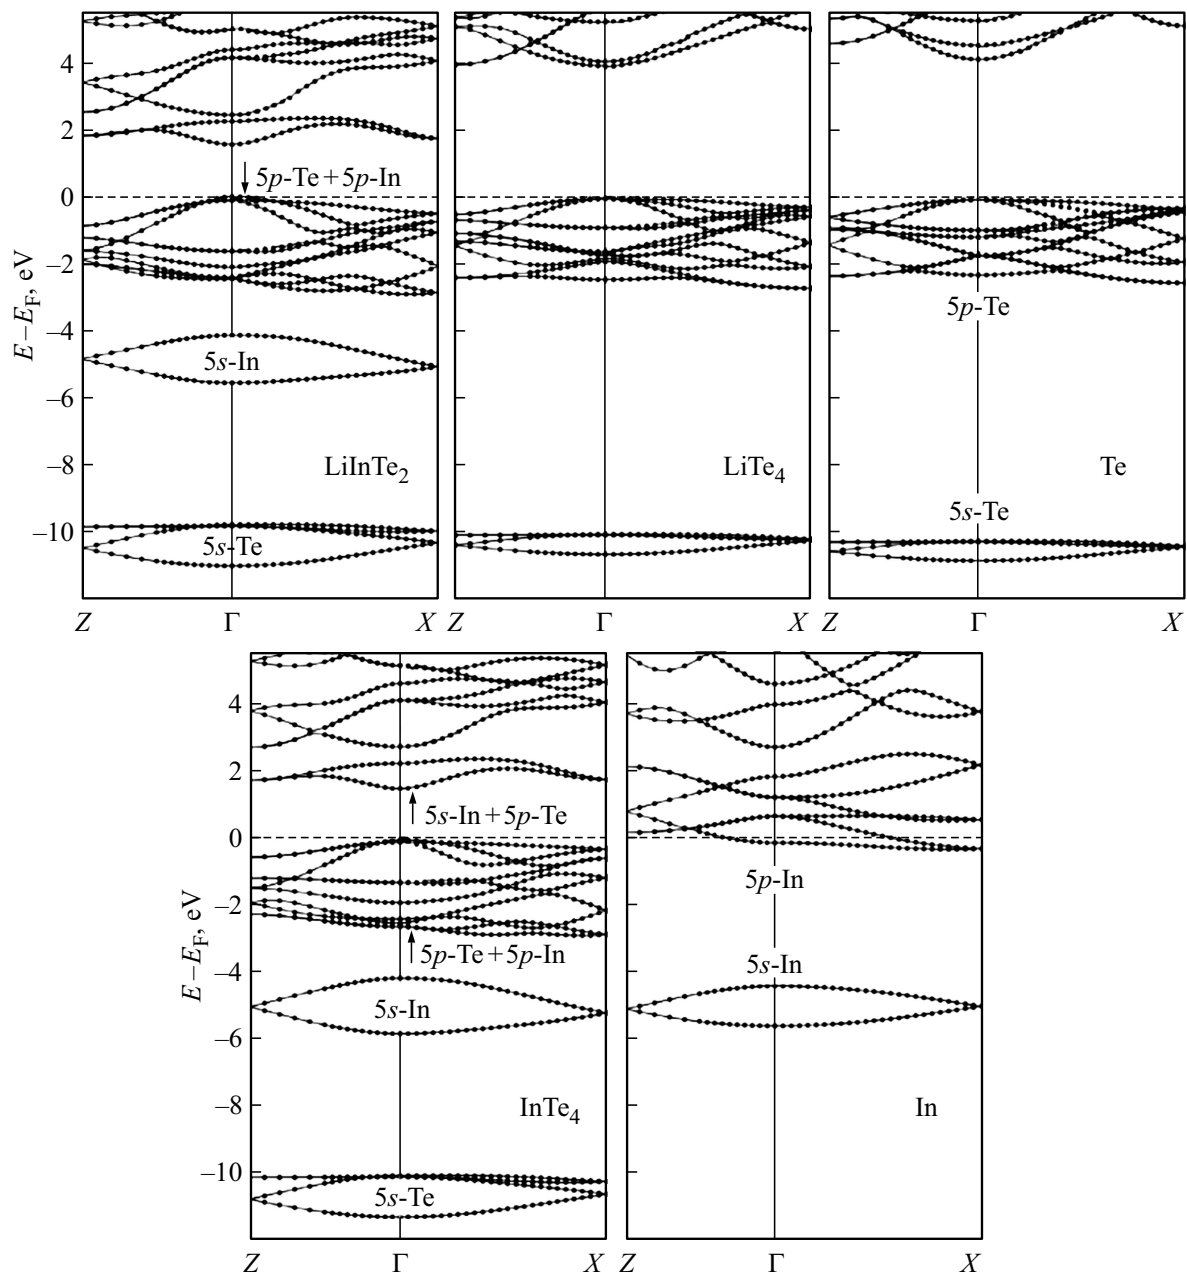 E–E_F, eV
4
2
0
–2
–4
–6
–8
–10
5p-Te + 5p-In
5s-In
LiInTe₂
5s-Te
Z Γ X
LiTe₄
Z Γ X
5p-Te
Te
5s-Te
Z Γ X
E–E_F, eV
4
2
0
–2
–4
–6
–8
–10
5s-In + 5p-Te
5p-Te + 5p-In
5s-In
InTe₄
5s-Te
Z Γ X
5p-In
5s-In
In
Z Γ X